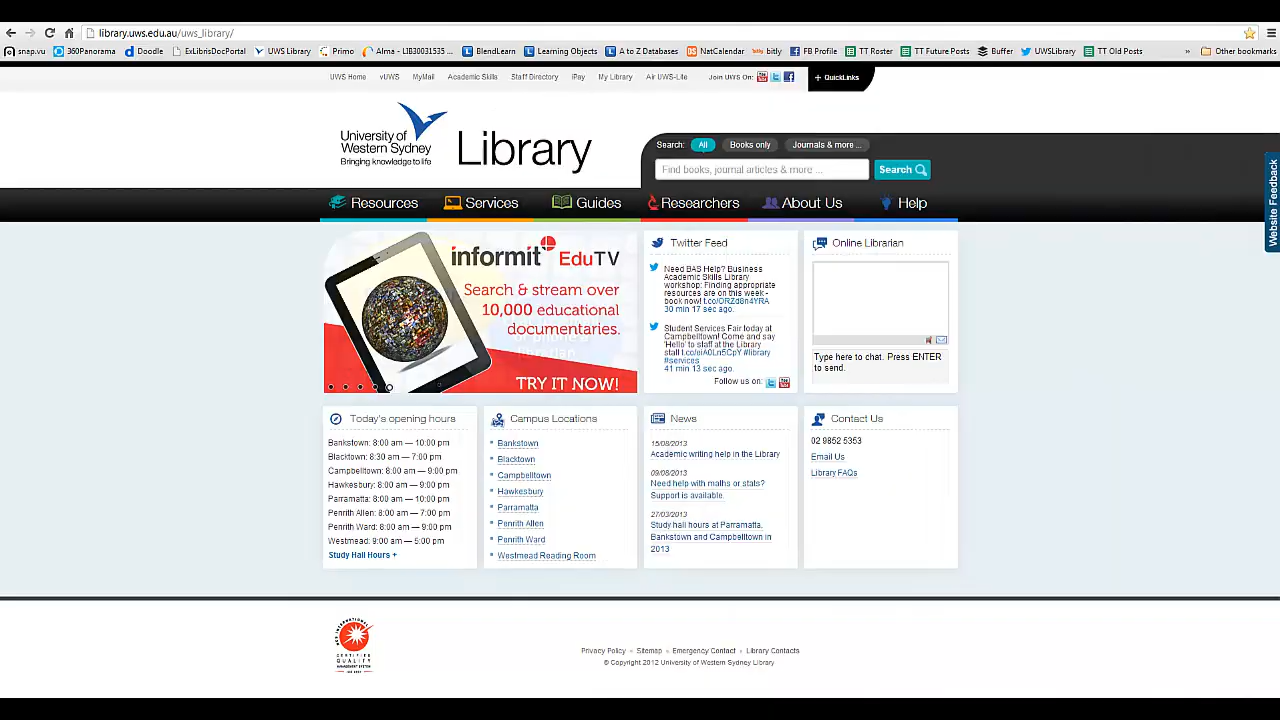 library.uws.edu.au/uws_library/
snap.vu 360Panorama Doodle ExLibrisDocPortal UWS Library Primo Alma - LIB30031535 ... BlendLearn Learning Objects A to Z Databases NatCalendar bitly FB Profile TT Roster TT Future Posts Buffer UWSLibrary TT Old Posts » Other bookmarks
UWS Home vUWS MyMail Academic Skills Staff Directory iPay My Library Air UWS-Lite Join UWS On: + QuickLinks
University of
Western Sydney
Bringing knowledge to life
Library
Search: All Books only Journals & more ...
Find books, journal articles & more ... Search
Website Feedback
Resources Services Guides Researchers About Us Help
informit EduTV
Search & stream over
10,000 educational
documentaries.
TRY IT NOW!
Twitter Feed
Need BAS Help? Business
Academic Skills Library
workshop: Finding appropriate
resources are on this week -
book now! t.co/ORZd8n4YRA
30 min 17 sec ago.
Student Services Fair today at
Campbelltown! Come and say
'Hello' to staff at the Library
stall t.co/eiA0Ln5CpY #library
#services
41 min 13 sec ago.
Follow us on:
Online Librarian
Type here to chat. Press ENTER
to send.
Today's opening hours
Bankstown: 8:00 am — 10:00 pm
Blacktown: 8:30 am — 7:00 pm
Campbelltown: 8:00 am — 9:00 pm
Hawkesbury: 8:00 am — 9:00 pm
Parramatta: 8:00 am — 10:00 pm
Penrith Allen: 8:00 am — 7:00 pm
Penrith Ward: 8:00 am — 9:00 pm
Westmead: 9:00 am — 5:00 pm
Study Hall Hours +
Campus Locations
Bankstown
Blacktown
Campbelltown
Hawkesbury
Parramatta
Penrith Allen
Penrith Ward
Westmead Reading Room
News
15/08/2013
Academic writing help in the Library
09/08/2013
Need help with maths or stats?
Support is available.
27/03/2013
Study hall hours at Parramatta,
Bankstown and Campbelltown in
2013
Contact Us
02 9852 5353
Email Us
Library FAQs
CERTIFIED
QUALITY
Privacy Policy Sitemap Emergency Contact Library Contacts
© Copyright 2012 University of Western Sydney Library